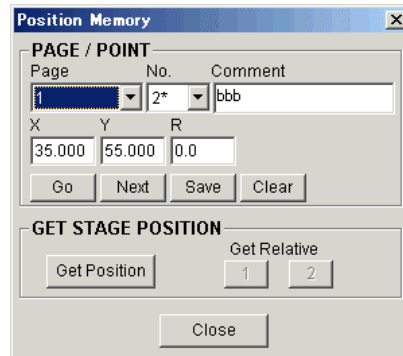 Position Memory
PAGE / POINT
Page No. Comment
1 2* bbb
X Y R
35.000 55.000 0.0
Go Next Save Clear
GET STAGE POSITION
Get Relative
Get Position 1 2
Close